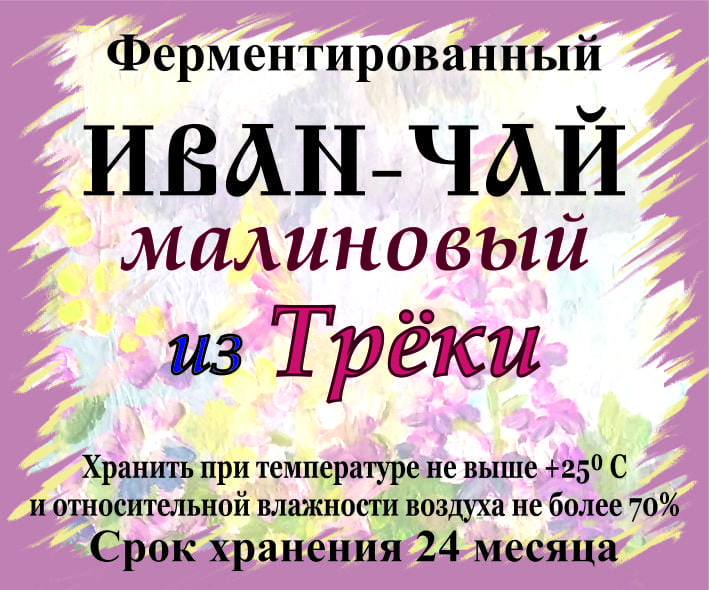 Ферментированный
ИВАН-ЧАЙ
малиновый
из Трёки
Хранить при температуре не выше +25⁰ С
и относительной влажности воздуха не более 70%
Срок хранения 24 месяца